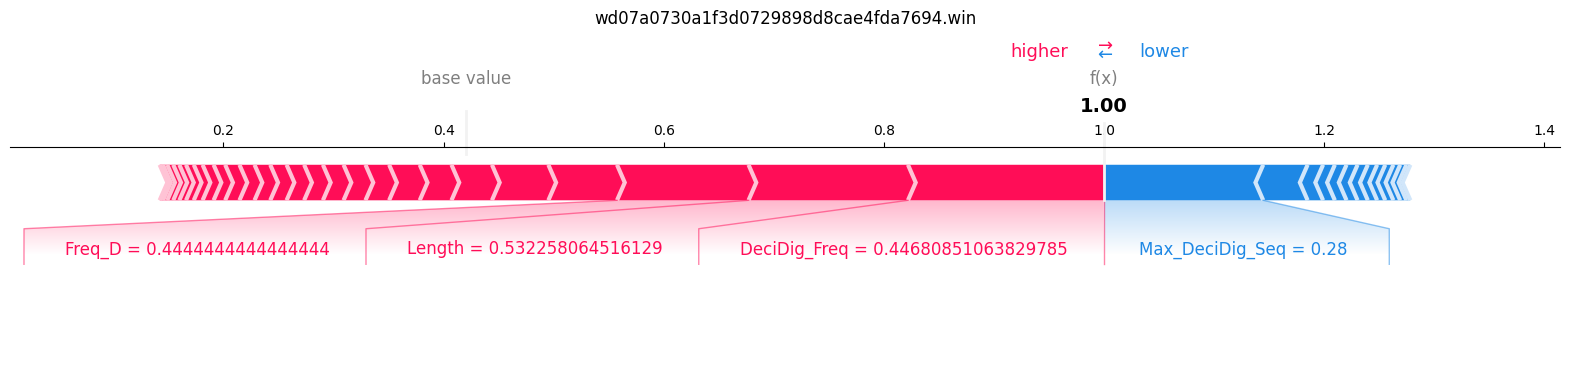 wd07a0730a1f3d0729898d8cae4fda7694.win
higher → ← lower
base value f(x)
1.00
0.2 0.4 0.6 0.8 1.0 1.2 1.4
Freq_D = 0.4444444444444444 Length = 0.532258064516129 DeciDig_Freq = 0.44680851063829785 Max_DeciDig_Seq = 0.28